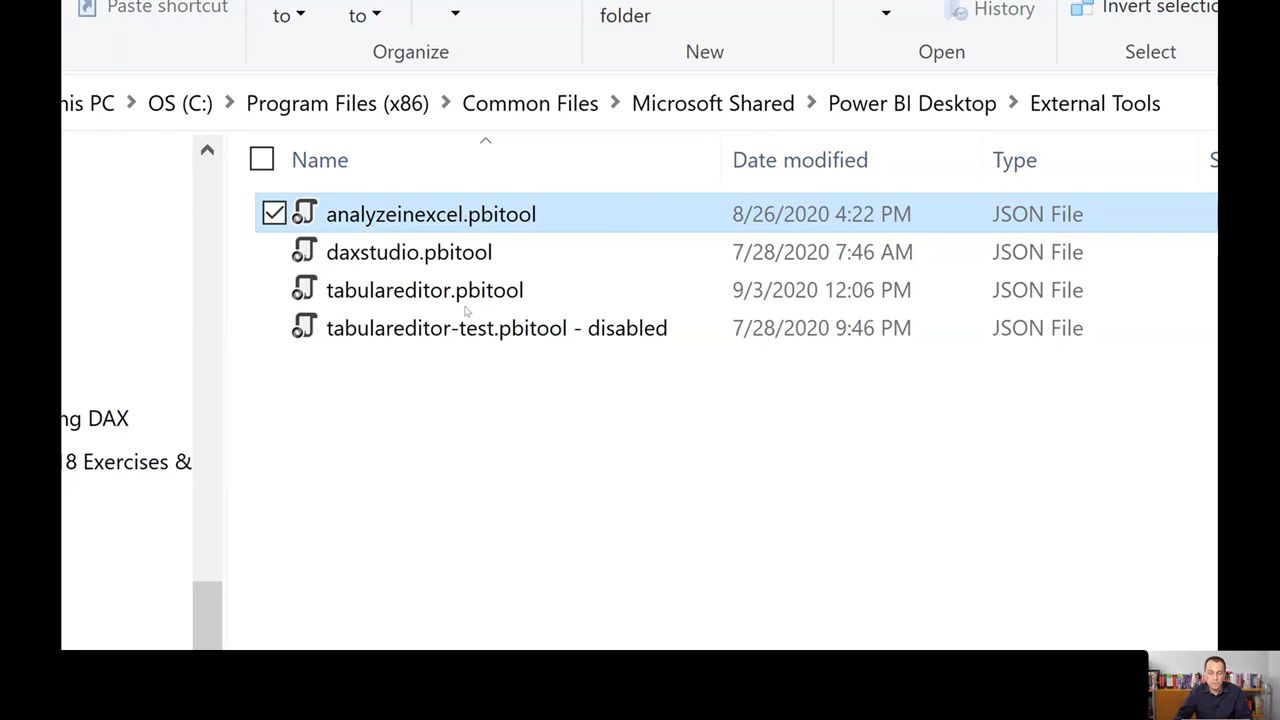 Paste shortcut
to
to
folder
History
Invert selectio
Organize
New
Open
Select
his PC > OS (C:) > Program Files (x86) > Common Files > Microsoft Shared > Power BI Desktop > External Tools
Name Date modified Type S
analyzeinexcel.pbitool 8/26/2020 4:22 PM JSON File
daxstudio.pbitool 7/28/2020 7:46 AM JSON File
tabulareditor.pbitool 9/3/2020 12:06 PM JSON File
tabulareditor-test.pbitool - disabled 7/28/2020 9:46 PM JSON File
ng DAX
8 Exercises &